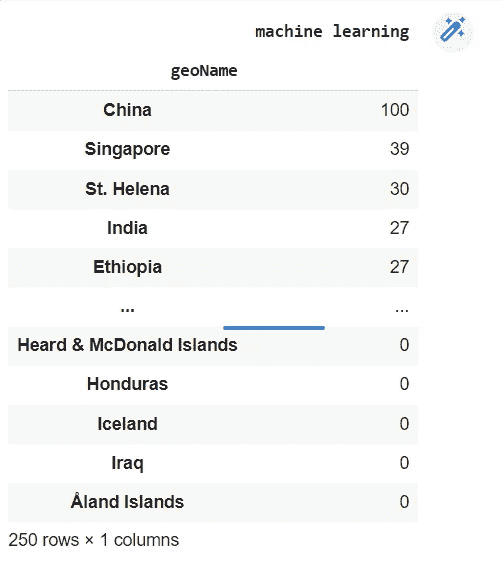 machine learning
geoName
China 100
Singapore 39
St. Helena 30
India 27
Ethiopia 27
... ...
Heard & McDonald Islands 0
Honduras 0
Iceland 0
Iraq 0
Åland Islands 0
250 rows × 1 columns